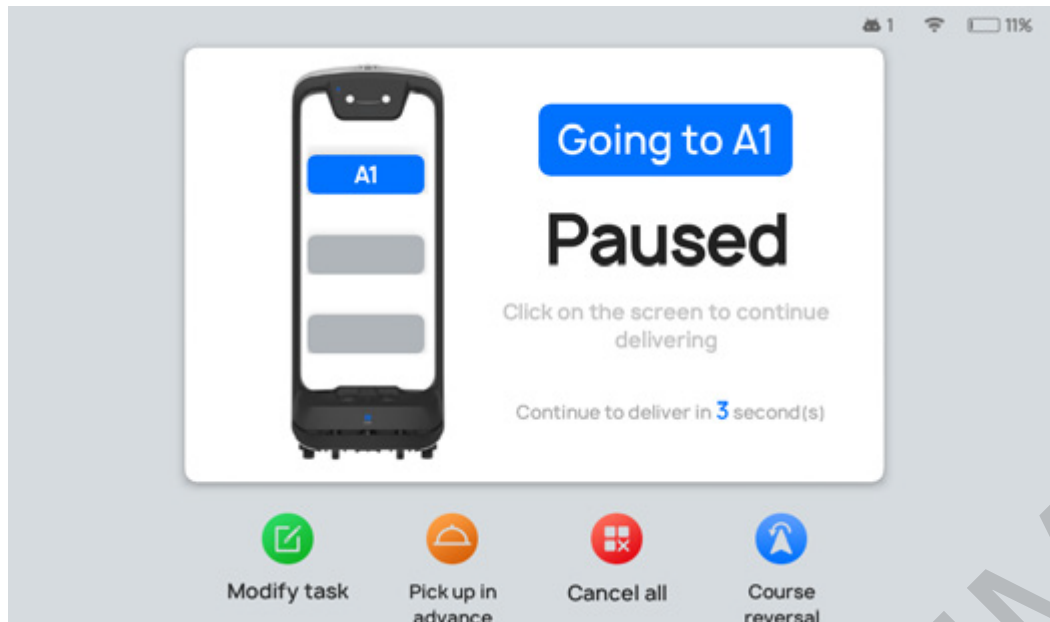 1 11%
A1
Going to A1
Paused
Click on the screen to continue
delivering
Continue to deliver in 3 second(s)
Modify task
Pick up in
advance
Cancel all
Course
reversal